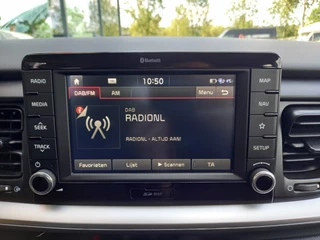 Bluetooth
RADIO
MEDIA
SEEK
TRACK
10:50
DAB/FM
AM
Menu
DAB
RADIONL
RADIONL - ALTIJD AAN!
Favorieten
Lijst
Scannen
TA
MAP
NAV
SETUP